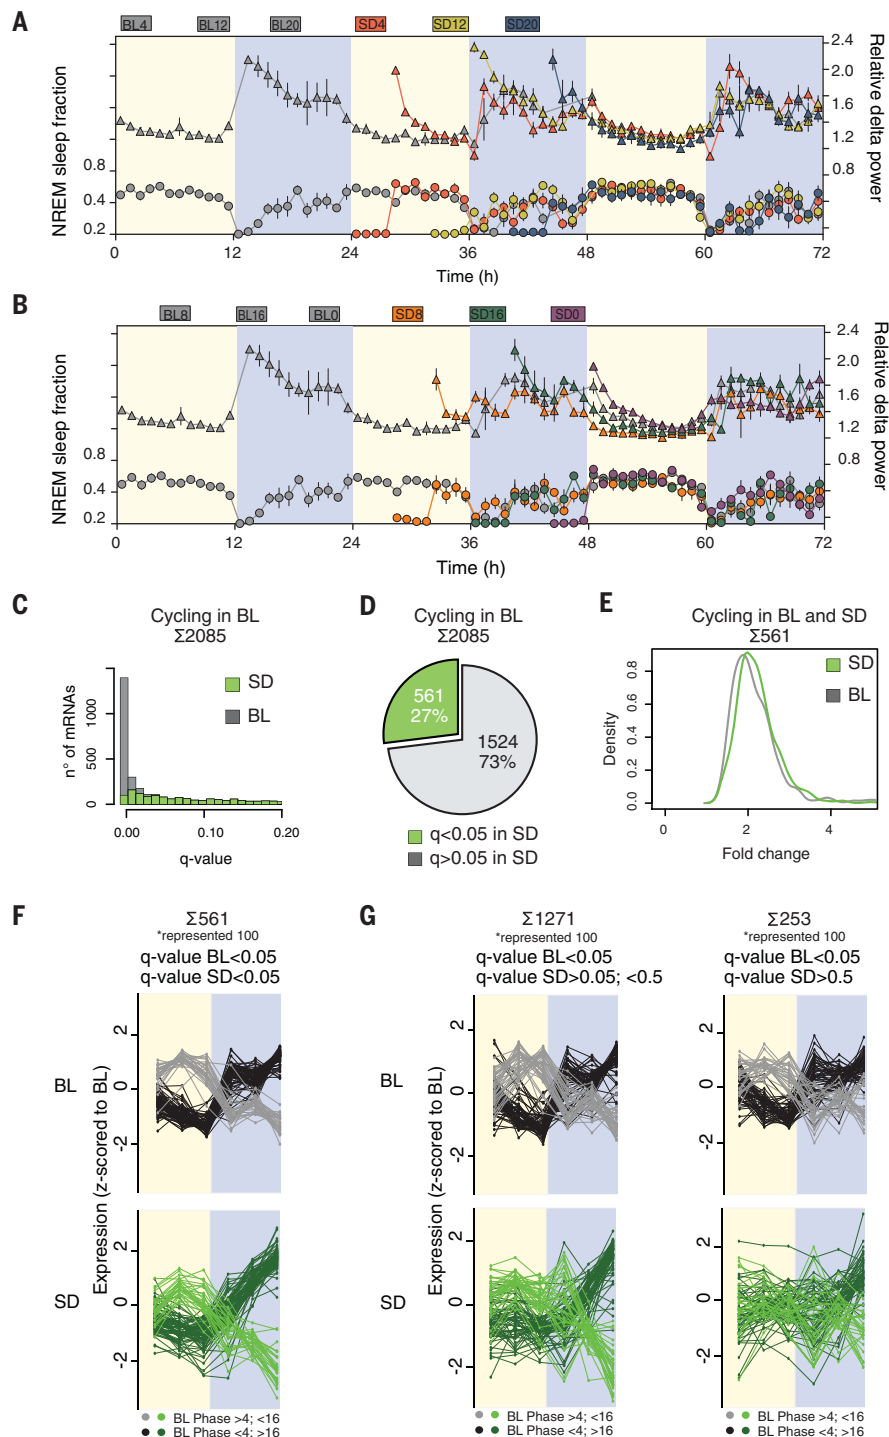 A
BL4 BL12 BL20 SD4 SD12 SD20
NREM sleep fraction
0.8
0.4
0.2
2.4
2.0
1.6
1.2
0.8
Relative delta power
0 12 24 36 48 60 72
Time (h)
B
BL8 BL16 BL0 SD8 SD16 SD0
NREM sleep fraction
0.8
0.4
0.2
2.4
2.0
1.6
1.2
0.8
Relative delta power
0 12 24 36 48 60 72
Time (h)
C
Cycling in BL
Σ2085
SD
BL
n° of mRNAs
1000
500
0
0.00 0.10 0.20
q-value
D
Cycling in BL
Σ2085
561
27%
1524
73%
q<0.05 in SD
q>0.05 in SD
E
Cycling in BL and SD
Σ561
SD
BL
Density
0.8
0.6
0.4
0.2
0.0
0 2 4
Fold change
F
Σ561
*represented 100
q-value BL<0.05
q-value SD<0.05
BL
2
0
-2
SD
2
0
-2
Expression (z-scored to BL)
BL Phase >4; <16
BL Phase <4; >16
G
Σ1271
*represented 100
q-value BL<0.05
q-value SD>0.05; <0.5
BL
2
0
-2
SD
2
0
-2
Expression (z-scored to BL)
BL Phase >4; <16
BL Phase <4; >16
Σ253
*represented 100
q-value BL<0.05
q-value SD>0.5
2
0
-2
2
0
-2
BL Phase >4; <16
BL Phase <4; >16